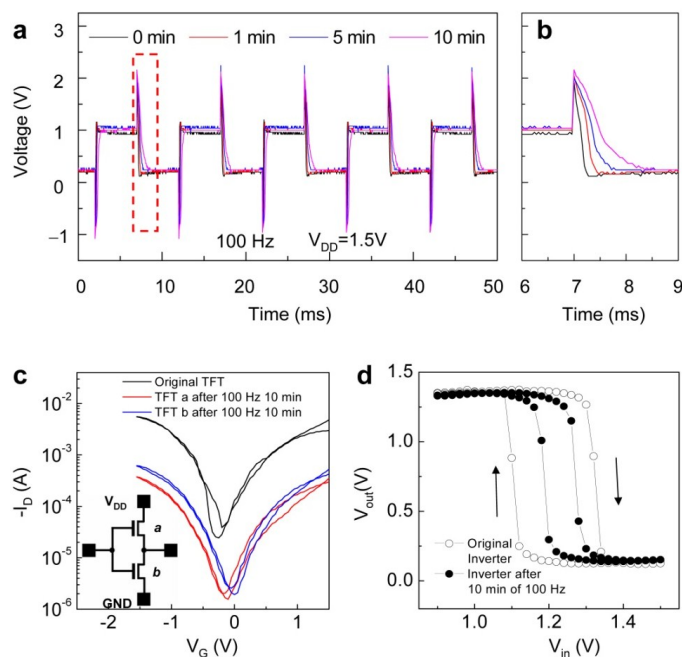 a
0 min 1 min 5 min 10 min
b
3
2
1
0
−1
Voltage (V)
100 Hz V_DD=1.5V
0 10 20 30 40 50
Time (ms)
6 7 8 9
Time (ms)
c
Original TFT
TFT a after 100 Hz 10 min
TFT b after 100 Hz 10 min
10^-2
10^-3
10^-4
10^-5
10^-6
-I_D (A)
V_DD
a
b
GND
-2 -1 0 1
V_G (V)
d
1.5
1.0
0.5
0.0
V_out(V)
Original
Inverter
Inverter after
10 min of 100 Hz
1.0 1.2 1.4
V_in (V)